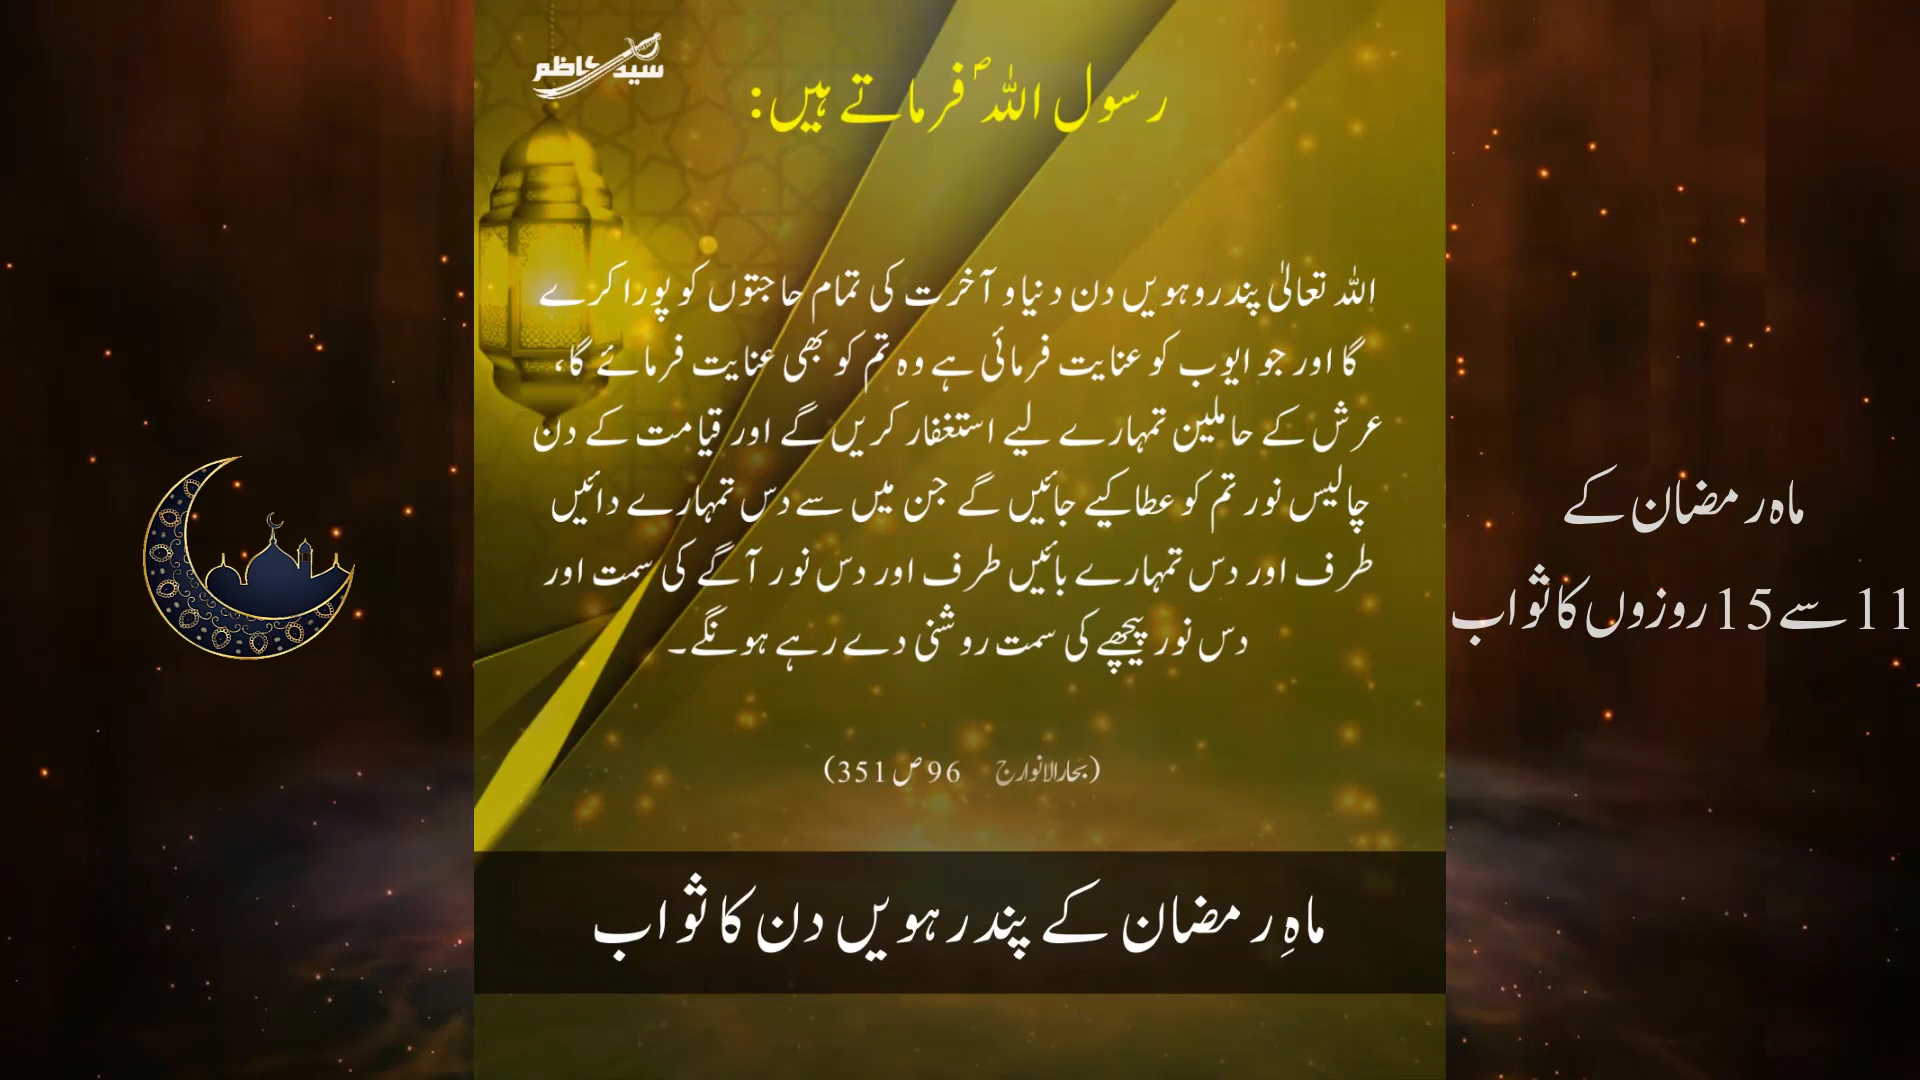 سید کاظم
رسول اللہ ؐ فرماتے ہیں:
اللہ تعالیٰ پندروہویں دن دنیا و آخرت کی تمام حاجتوں کو پورا کرے
گا اور جو ایوب کو عنایت فرمائی ہے وہ تم کو بھی عنایت فرمائے گا،
عرش کے حاملین تمہارے لیے استغفار کریں گے اور قیامت کے دن
چالیس نور تم کو عطا کیے جائیں گے جن میں سے دس تمہارے دائیں
طرف اور دس تمہارے بائیں طرف اور دس نور آگے کی سمت اور
دس نور پیچھے کی سمت روشنی دے رہے ہونگے۔
(بحارالانوار ج 96 ص 351)
ماہِ رمضان کے پندرہویں دن کا ثواب
ماہ رمضان کے
11 سے 15 روزوں کا ثواب